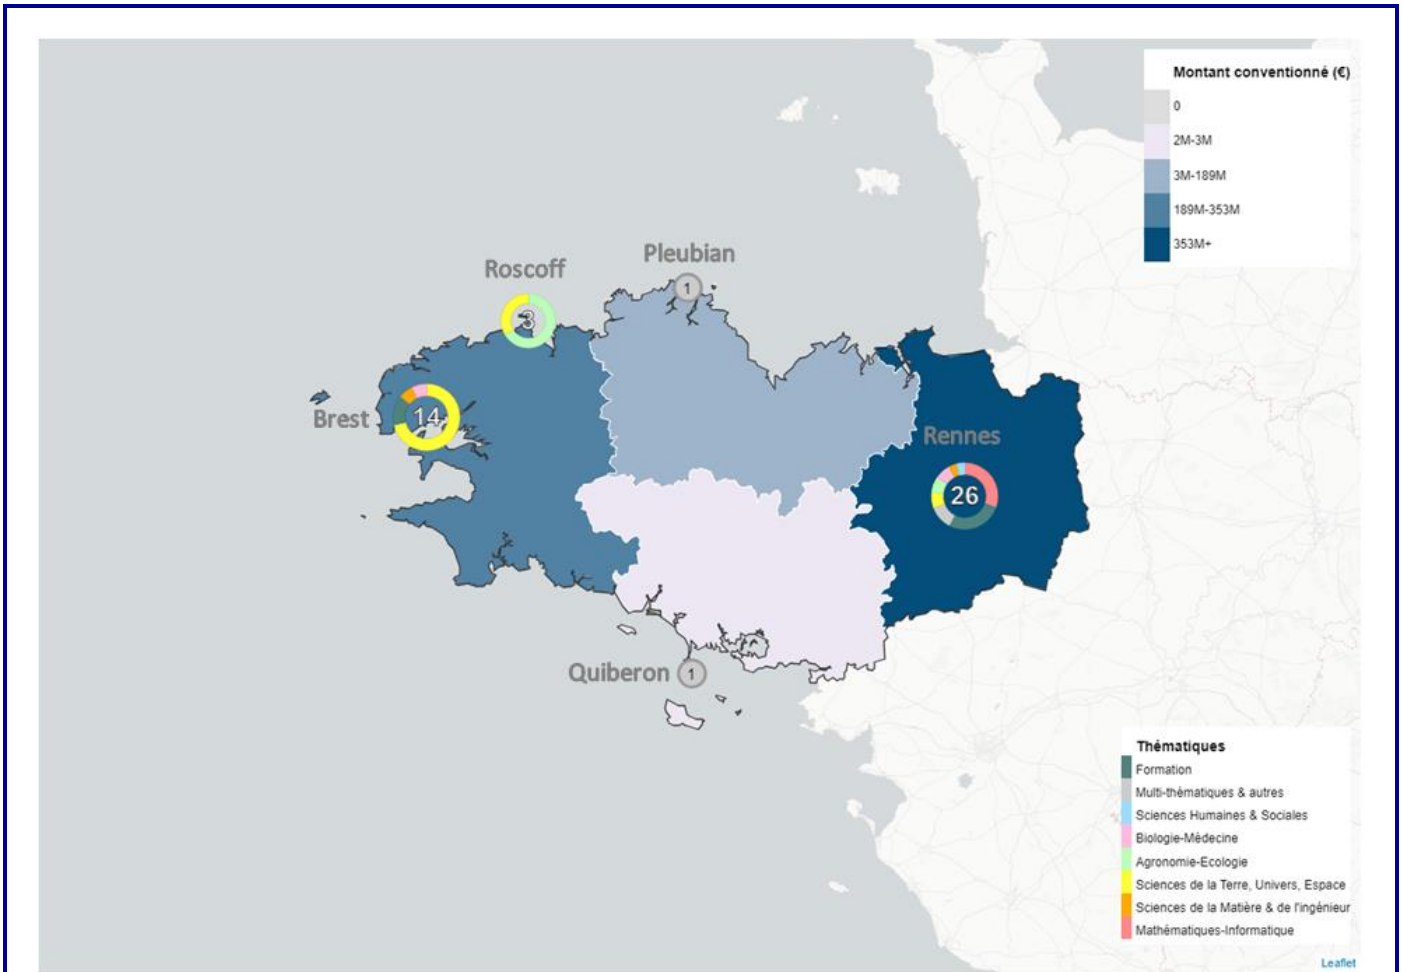 Montant conventionné (€)
0
2M-3M
3M-189M
189M-353M
353M+
Pleubian
1
Roscoff
3
Brest
14
Rennes
26
Quiberon
1
Thématiques
Formation
Multi-thématiques & autres
Sciences Humaines & Sociales
Biologie-Médecine
Agronomie-Ecologie
Sciences de la Terre, Univers, Espace
Sciences de la Matière & de l'ingénieur
Mathématiques-Informatique
Leaflet